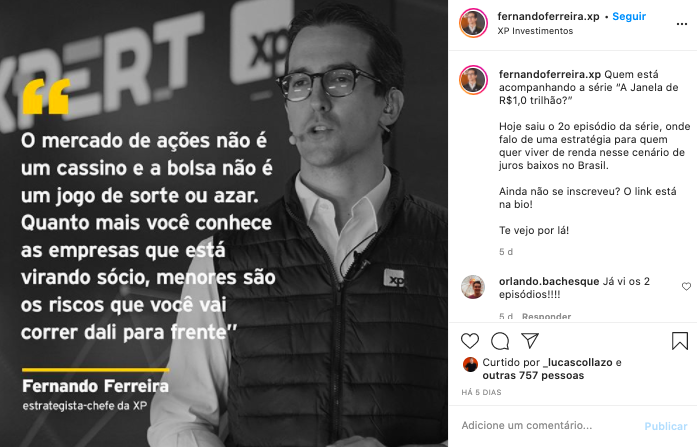 XPERT
xp
“
O mercado de ações não é
um cassino e a bolsa não é
um jogo de sorte ou azar.
Quanto mais você conhece
as empresas que está
virando sócio, menores são
os riscos que você vai
correr dali para frente”
xp
Fernando Ferreira
estrategista-chefe da XP
fernandoferreira.xp • Seguir
XP Investimentos
fernandoferreira.xp Quem está
acompanhando a série “A Janela de
R$1,0 trilhão?”
Hoje saiu o 2o episódio da série, onde
falo de uma estratégia para quem
quer viver de renda nesse cenário de
juros baixos no Brasil.
Ainda não se inscreveu? O link está
na bio!
Te vejo por lá!
5 d
orlando.bachesque Já vi os 2
episódios!!!!
5 d Responder
Curtido por _lucascollazo e
outras 757 pessoas
HÁ 5 DIAS
Adicione um comentário...
Publicar